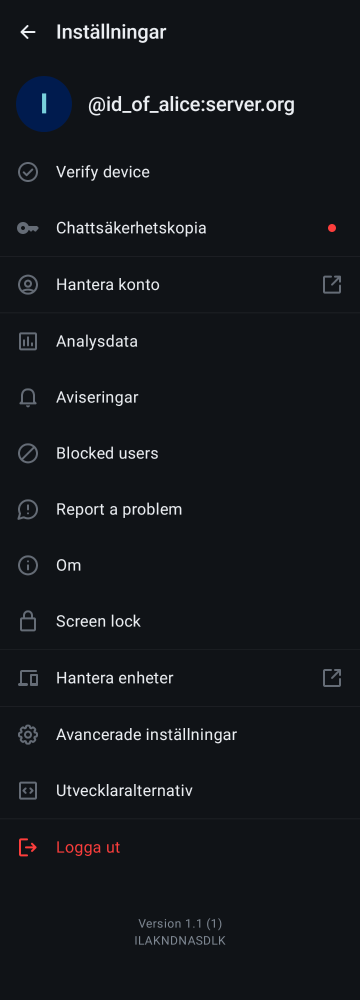 Inställningar
I
@id_of_alice:server.org
Verify device
Chattsäkerhetskopia
Hantera konto
Analysdata
Aviseringar
Blocked users
Report a problem
Om
Screen lock
Hantera enheter
Avancerade inställningar
Utvecklaralternativ
Logga ut
Version 1.1 (1)
ILAKNDNASDLK